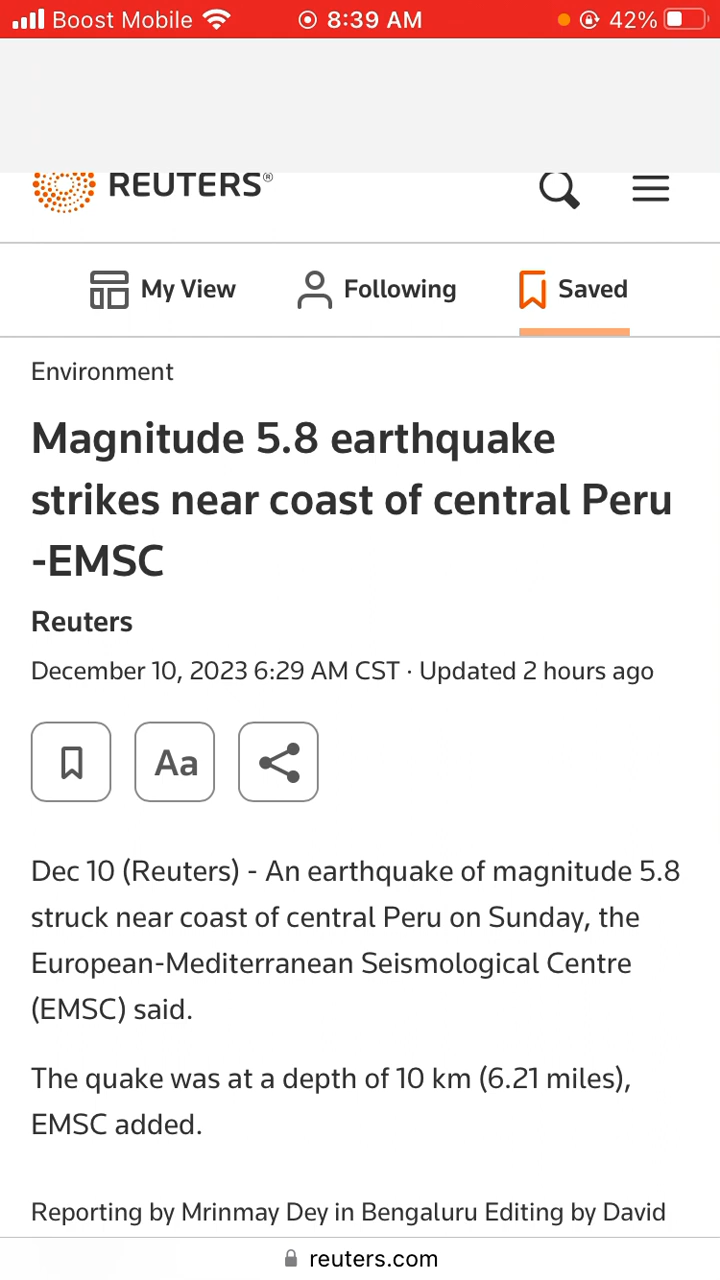 Boost Mobile 8:39 AM 42%
REUTERS®
My View Following Saved
Environment
Magnitude 5.8 earthquake
strikes near coast of central Peru
-EMSC
Reuters
December 10, 2023 6:29 AM CST · Updated 2 hours ago
Aa
Dec 10 (Reuters) - An earthquake of magnitude 5.8
struck near coast of central Peru on Sunday, the
European-Mediterranean Seismological Centre
(EMSC) said.
The quake was at a depth of 10 km (6.21 miles),
EMSC added.
Reporting by Mrinmay Dey in Bengaluru Editing by David
reuters.com